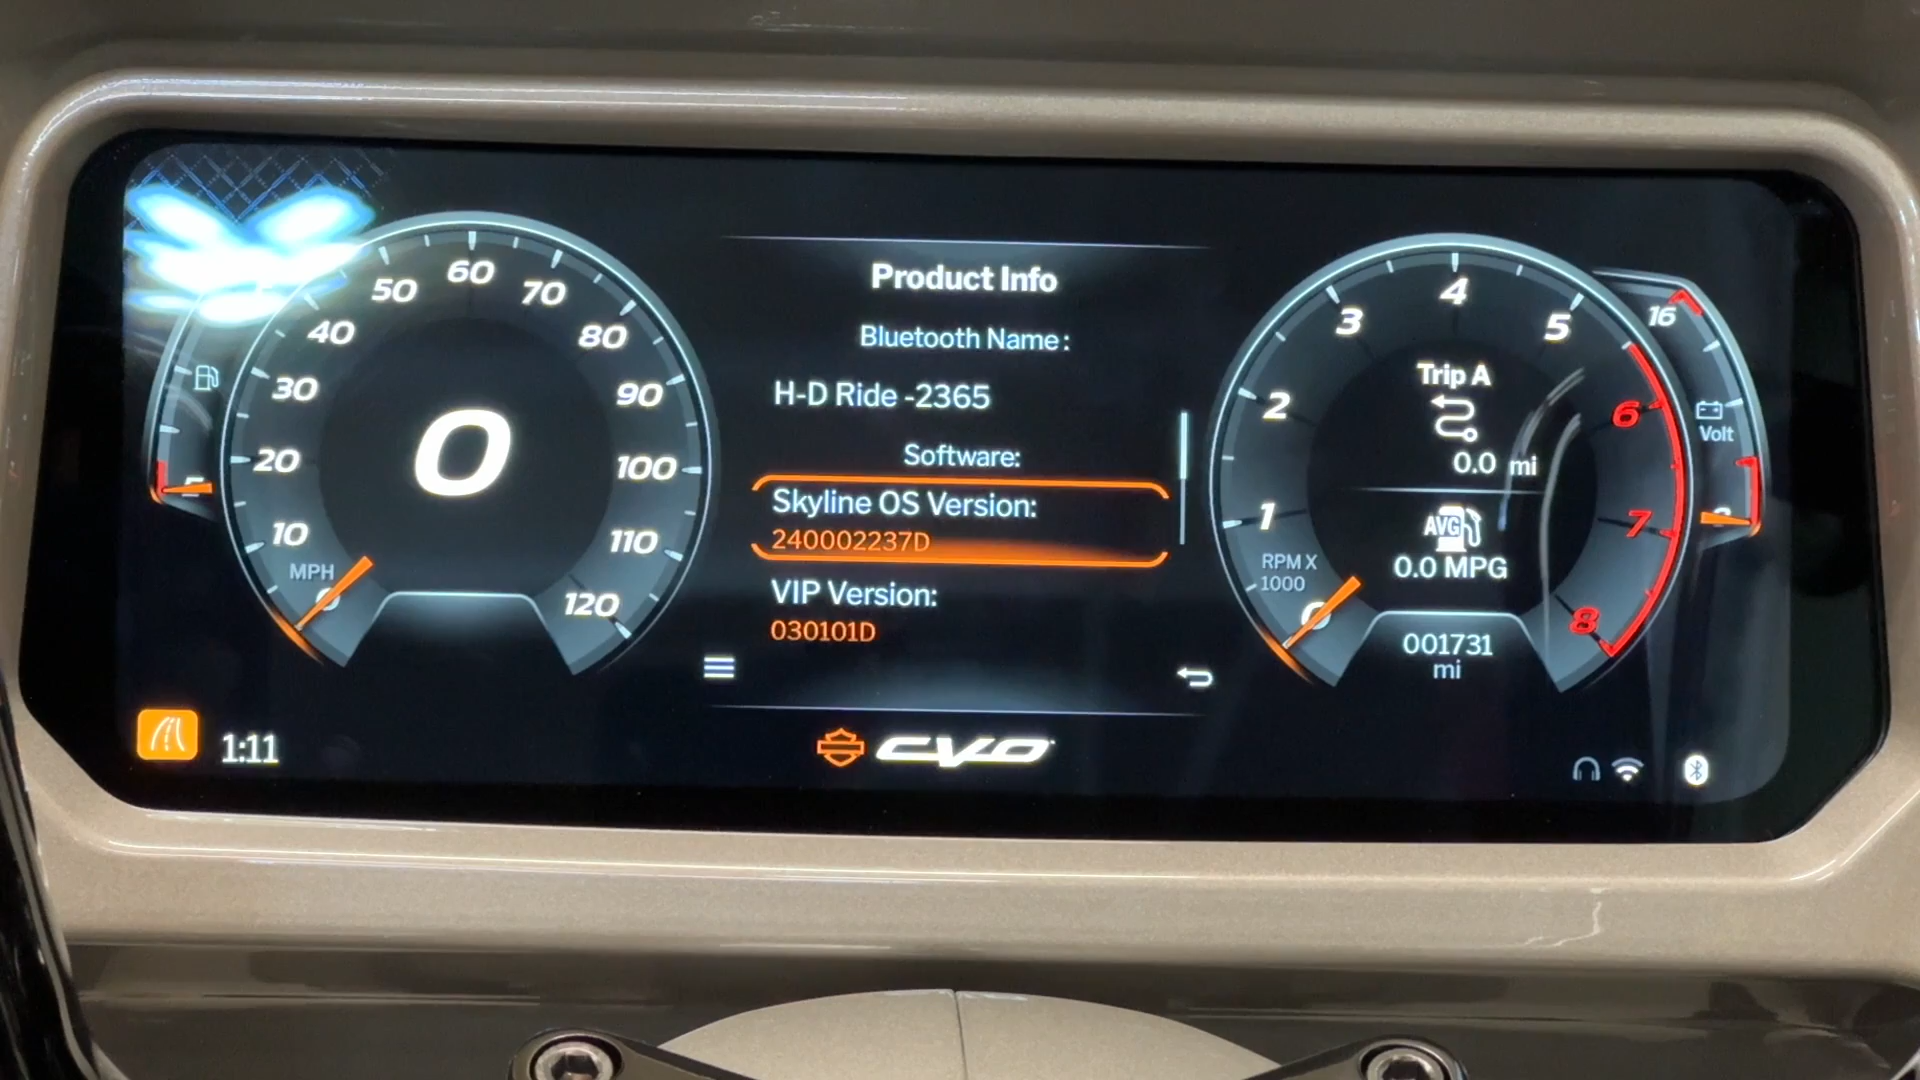 Product Info
Bluetooth Name:
H-D Ride -2365
Software:
Skyline OS Version:
240002237D
VIP Version:
030101D
0
10
20
30
40
50
60
70
80
90
100
110
120
MPH
0
1
2
3
4
5
6
7
8
RPM X
1000
Trip A
0.0 mi
AVG
0.0 MPG
001731
mi
16
Volt
1:11
CVO